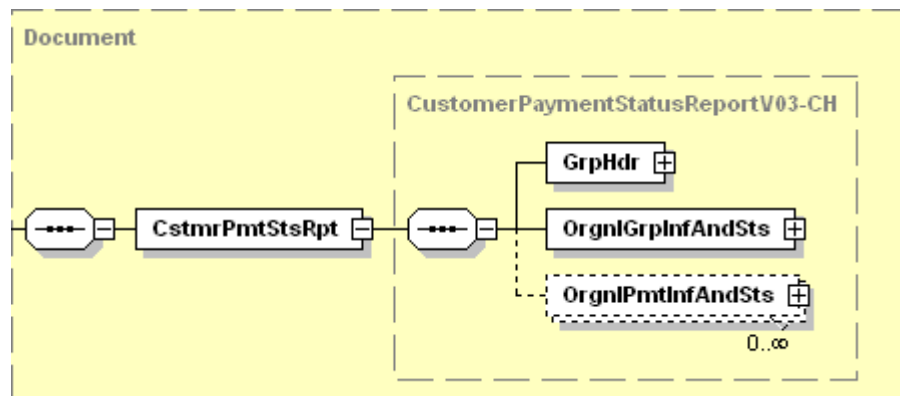 Document
CustomerPaymentStatusReportV03-CH
GrpHdr
CstmrPmtStsRpt
OrgnlGrpInfAndSts
OrgnlPmtInfAndSts
0..∞